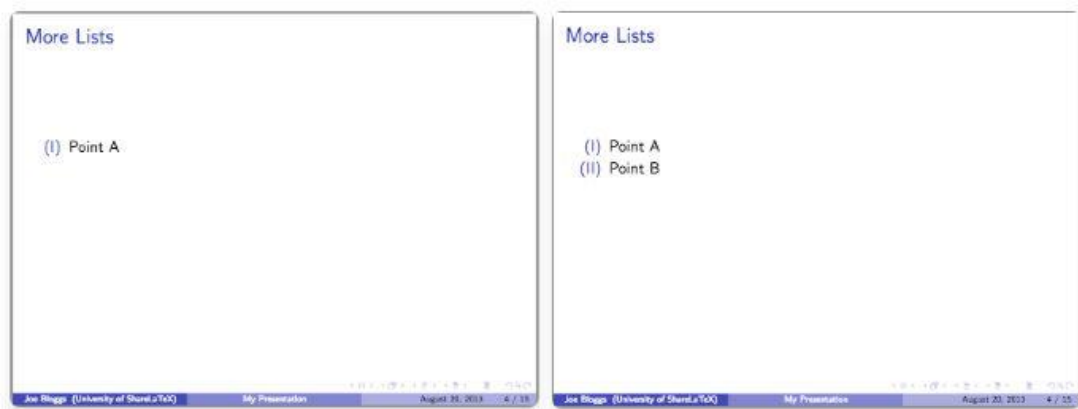 More Lists
(I) Point A
Joe Bloggs (University of ShareLaTeX) My Presentation August 20, 2013 4 / 15
More Lists
(I) Point A
(II) Point B
Joe Bloggs (University of ShareLaTeX) My Presentation August 20, 2013 4 / 15